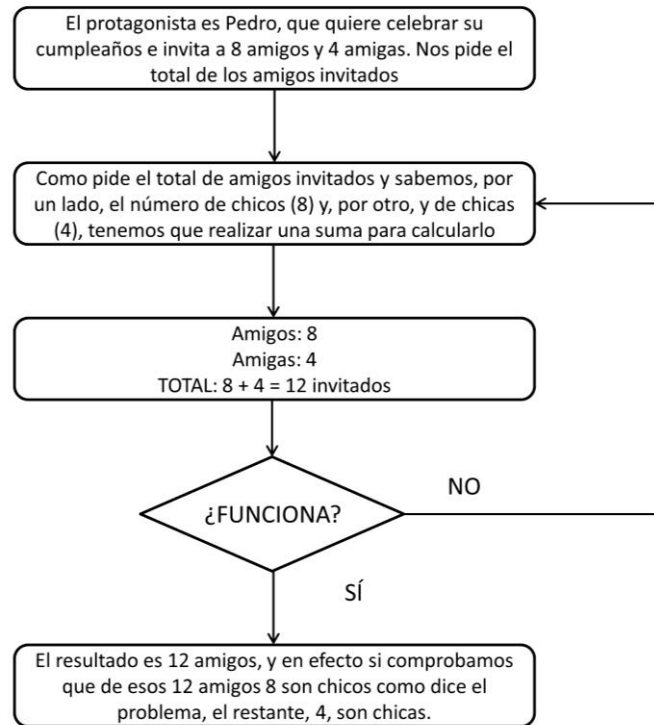 El protagonista es Pedro, que quiere celebrar su
cumpleaños e invita a 8 amigos y 4 amigas. Nos pide el
total de los amigos invitados
Como pide el total de amigos invitados y sabemos, por
un lado, el número de chicos (8) y, por otro, y de chicas
(4), tenemos que realizar una suma para calcularlo
Amigos: 8
Amigas: 4
TOTAL: 8 + 4 = 12 invitados
¿FUNCIONA?
NO
SÍ
El resultado es 12 amigos, y en efecto si comprobamos
que de esos 12 amigos 8 son chicos como dice el
problema, el restante, 4, son chicas.